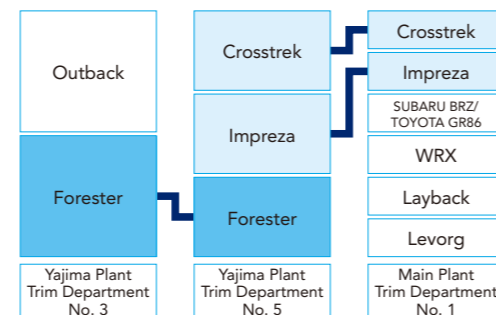 Outback
Forester
Yajima Plant
Trim Department
No. 3
Crosstrek
Impreza
Forester
Yajima Plant
Trim Department
No. 5
Crosstrek
Impreza
SUBARU BRZ/
TOYOTA GR86
WRX
Layback
Levorg
Main Plant
Trim Department
No. 1